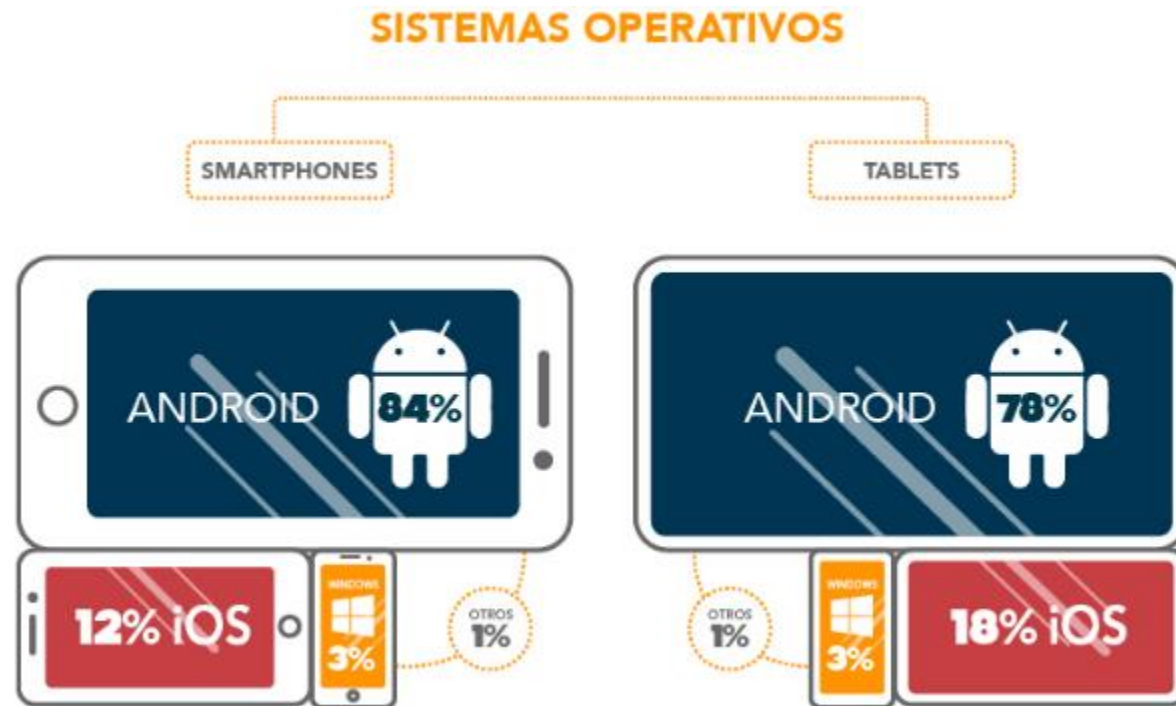 SISTEMAS OPERATIVOS
SMARTPHONES
ANDROID
84%
12% iOS
WINDOWS
3%
OTROS
1%
TABLETS
ANDROID
78%
OTROS
1%
WINDOWS
3%
18% iOS